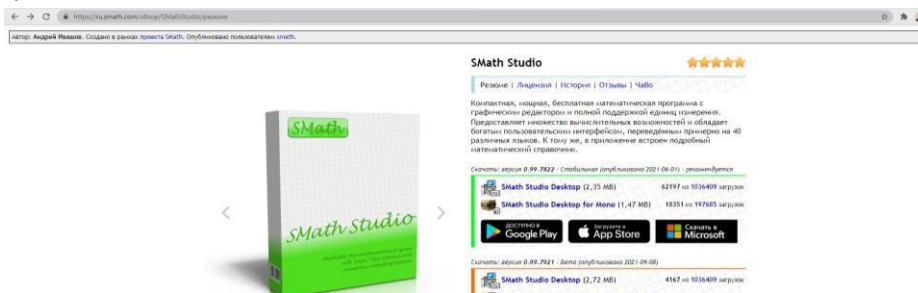 https://ru.smath.com/обзор/SMathStudio/резюме
Автор: Андрей Ивашов. Создано в рамках проекта SMath. Опубликовано пользователем smath.
SMath Studio
Резюме | Лицензия | История | Отзывы | ЧаВо
Компактная, мощная, бесплатная математическая программа с
графическим редактором и полной поддержкой единиц измерения.
Предоставляет множество вычислительных возможностей и обладает
богатым пользовательским интерфейсом, переведённым примерно на 40
различных языков. К тому же, в приложение встроен подробный
математический справочник.
Скачать: версия 0.99.7822 - Стабильная (опубликовано 2021-06-01) - рекомендуется
SMath Studio Desktop (2,35 MB) 62197 из 1036409 загрузок
SMath Studio Desktop for Mono (1,47 MB) 18351 из 197685 загрузок
ДОСТУПНО В Google Play
Загрузите в App Store
Скачать в Microsoft
Скачать: версия 0.99.7921 - Бета (опубликовано 2021-09-08)
SMath Studio Desktop (2,72 MB) 4167 из 1036409 загрузок
SMath
SMath Studio